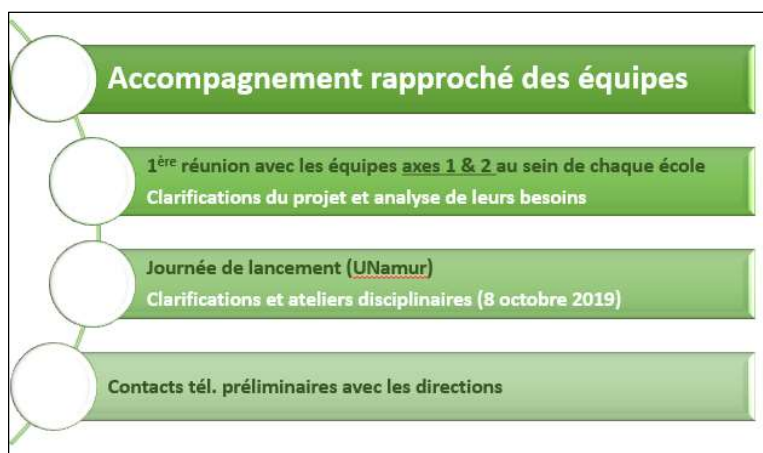 Accompagnement rapproché des équipes
1ère réunion avec les équipes axes 1 & 2 au sein de chaque école
Clarifications du projet et analyse de leurs besoins
Journée de lancement (UNamur)
Clarifications et ateliers disciplinaires (8 octobre 2019)
Contacts tél. préliminaires avec les directions